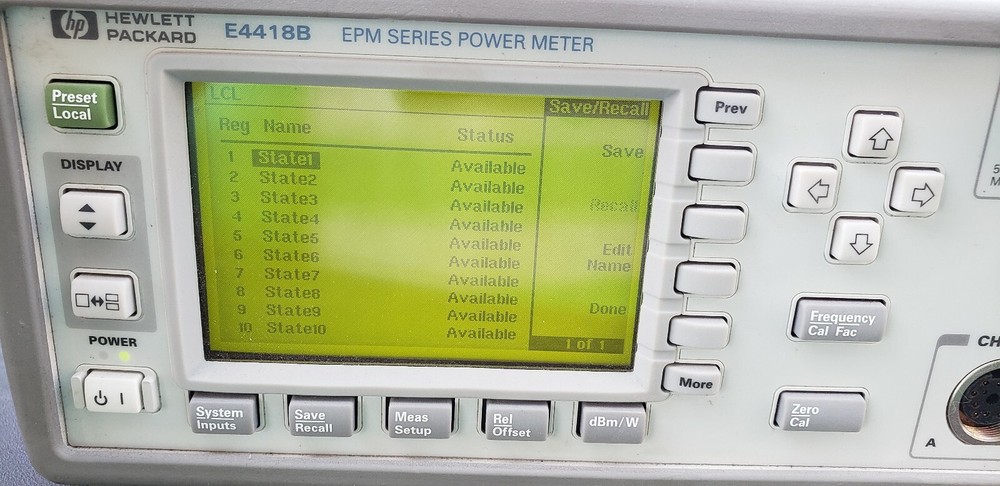 hp HEWLETT
PACKARD
E4418B EPM SERIES POWER METER
Preset
Local
DISPLAY
POWER
LCL
Save/Recall
Reg Name Status
1 State1 Available
2 State2 Available
3 State3 Available
4 State4 Available
5 State5 Available
6 State6 Available
7 State7 Available
8 State8 Available
9 State9 Available
10 State10 Available
Save
Recall
Edit
Name
Done
1 of 1
Prev
More
System
Inputs
Save
Recall
Meas
Setup
Rel
Offset
dBm/W
Frequency
Cal Fac
Zero
Cal
CH
A
5
M